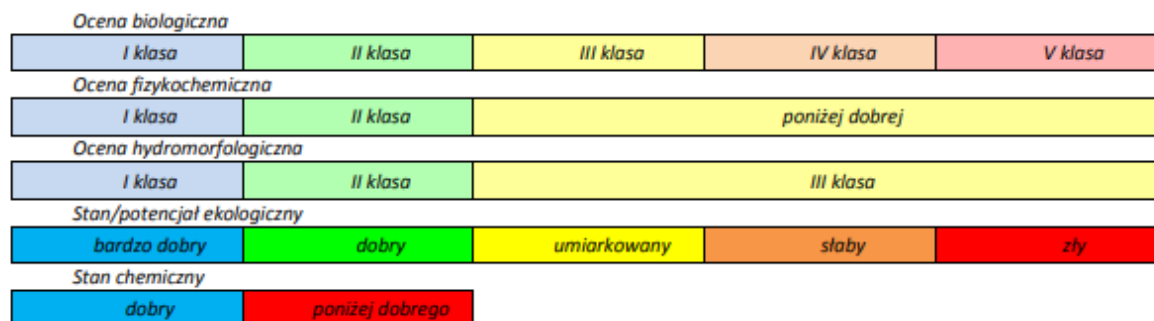 Ocena biologiczna
I klasa II klasa III klasa IV klasa V klasa
Ocena fizykochemiczna
I klasa II klasa poniżej dobrej
Ocena hydromorfologiczna
I klasa II klasa III klasa
Stan/potencjał ekologiczny
bardzo dobry dobry umiarkowany słaby zły
Stan chemiczny
dobry poniżej dobrego